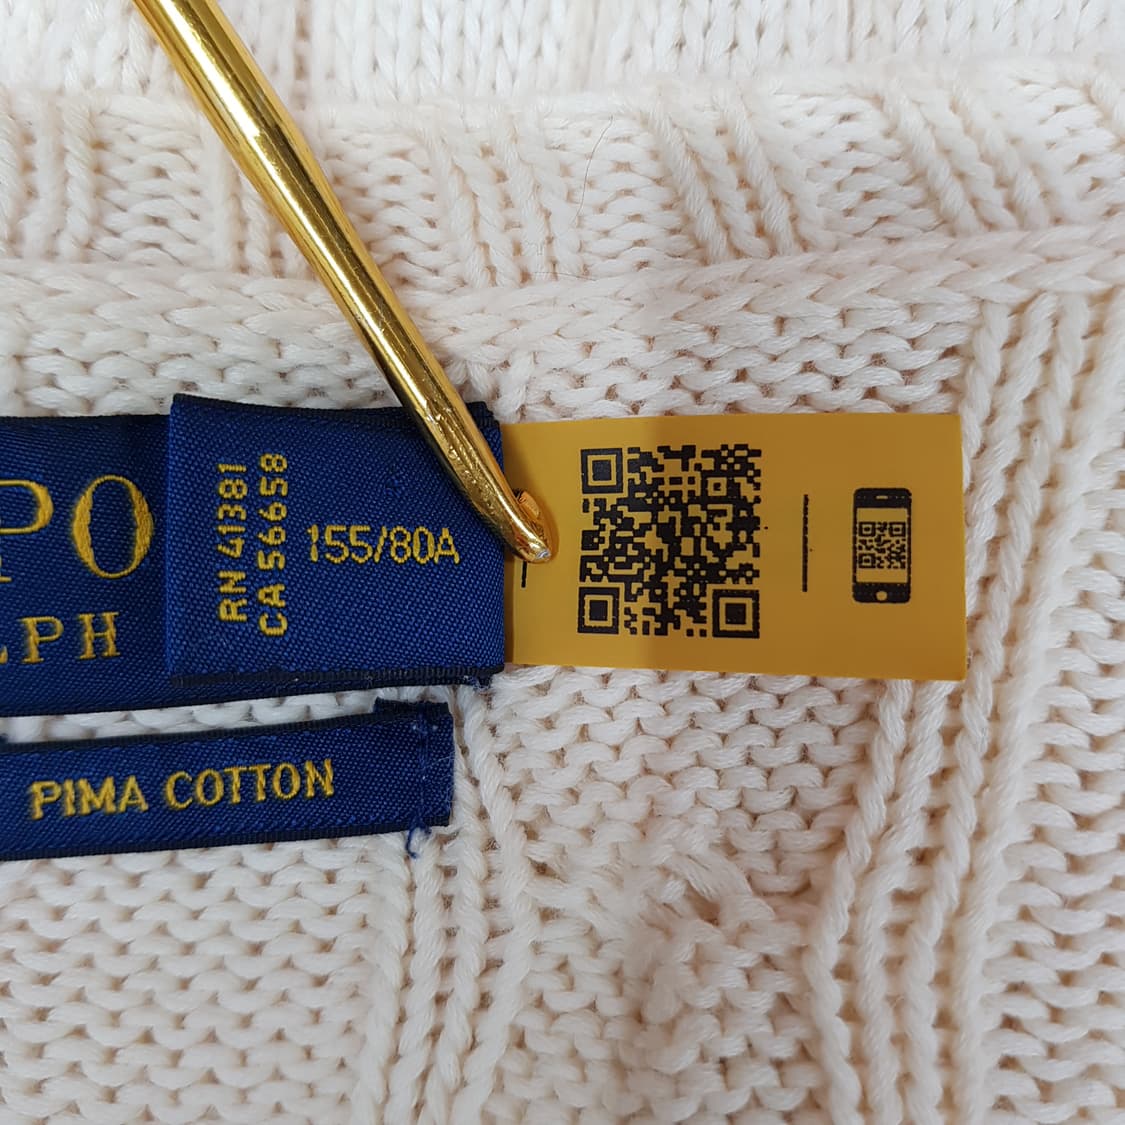 PO
LPH
RN 41381
CA 56658
155/80A
PIMA COTTON